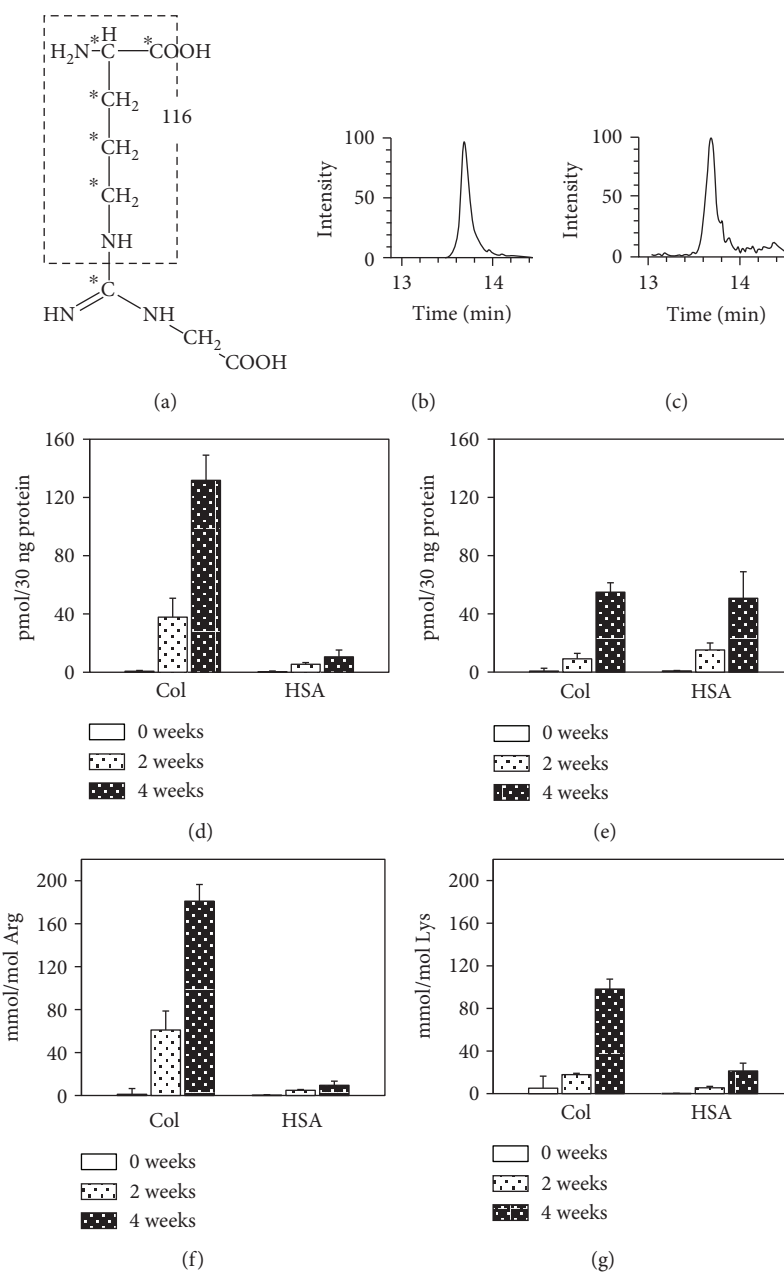 H
H₂N *C *COOH
*CH₂
116
*CH₂
*CH₂
NH
*C
HN NH
CH₂
COOH
(a)
Intensity
100
50
0
13 14
Time (min)
(b)
Intensity
100
50
0
13 14
Time (min)
(c)
pmol/30 ng protein
160
120
80
40
0
Col HSA
0 weeks
2 weeks
4 weeks
(d)
pmol/30 ng protein
160
120
80
40
0
Col HSA
0 weeks
2 weeks
4 weeks
(e)
mmol/mol Arg
200
160
120
80
40
0
Col HSA
0 weeks
2 weeks
4 weeks
(f)
mmol/mol Lys
200
160
120
80
40
0
Col HSA
0 weeks
2 weeks
4 weeks
(g)